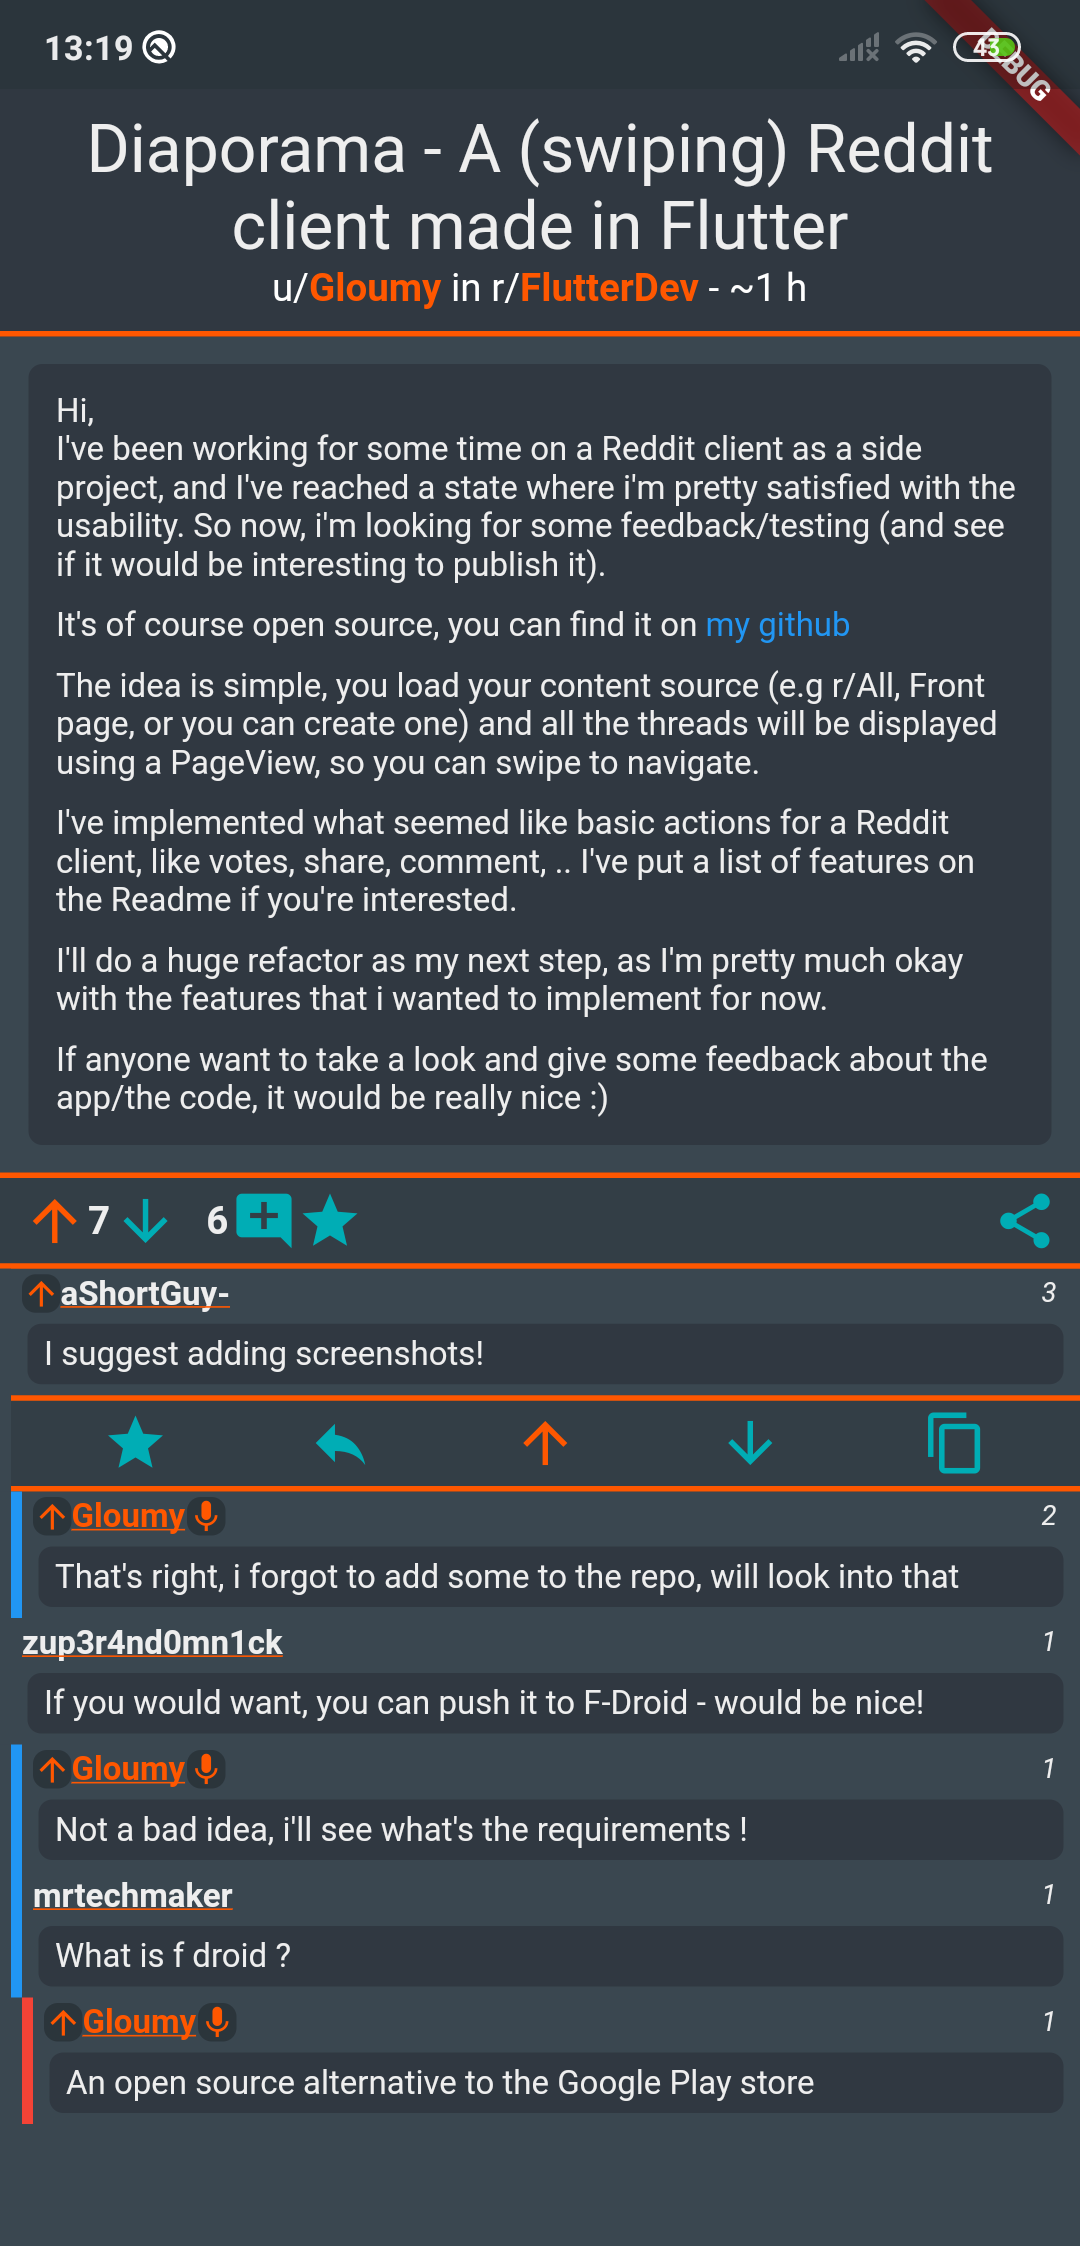 13:19
43
DEBUG
Diaporama - A (swiping) Reddit
client made in Flutter
u/Gloumy in r/FlutterDev - ~1 h
Hi,
I've been working for some time on a Reddit client as a side
project, and I've reached a state where i'm pretty satisfied with the
usability. So now, i'm looking for some feedback/testing (and see
if it would be interesting to publish it).
It's of course open source, you can find it on my github
The idea is simple, you load your content source (e.g r/All, Front
page, or you can create one) and all the threads will be displayed
using a PageView, so you can swipe to navigate.
I've implemented what seemed like basic actions for a Reddit
client, like votes, share, comment, .. I've put a list of features on
the Readme if you're interested.
I'll do a huge refactor as my next step, as I'm pretty much okay
with the features that i wanted to implement for now.
If anyone want to take a look and give some feedback about the
app/the code, it would be really nice :)
7 6
aShortGuy- 3
I suggest adding screenshots!
Gloumy 2
That's right, i forgot to add some to the repo, will look into that
zup3r4nd0mn1ck 1
If you would want, you can push it to F-Droid - would be nice!
Gloumy 1
Not a bad idea, i'll see what's the requirements !
mrtechmaker 1
What is f droid ?
Gloumy 1
An open source alternative to the Google Play store